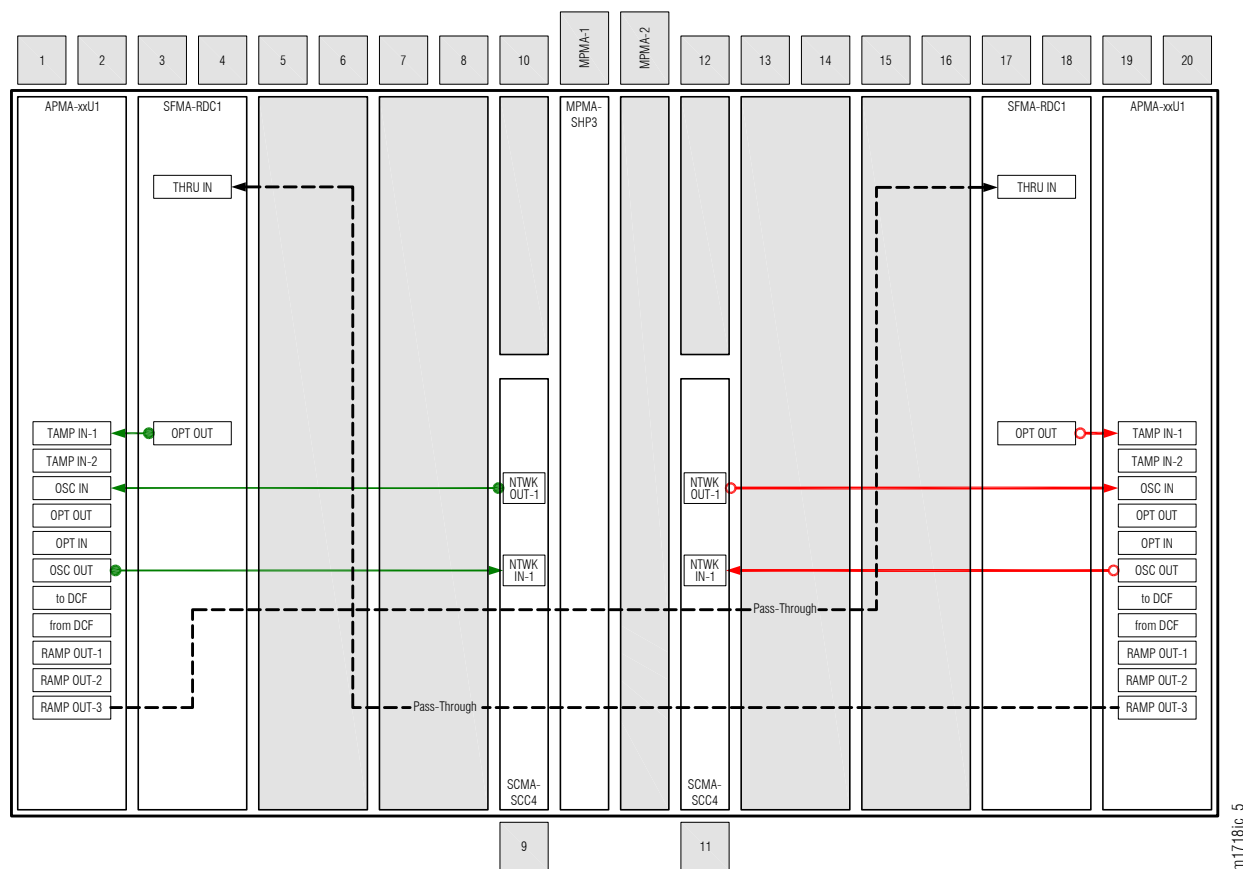 MPMA-1
MPMA-2
1
2
3
4
5
6
7
8
10
12
13
14
15
16
17
18
19
20
APMA-xxU1
SFMA-RDC1
MPMA-
SHP3
SFMA-RDC1
APMA-xxU1
THRU IN
THRU IN
TAMP IN-1
OPT OUT
OPT OUT
TAMP IN-1
TAMP IN-2
TAMP IN-2
OSC IN
NTWK
OUT-1
NTWK
OUT-1
OSC IN
OPT OUT
OPT OUT
OPT IN
OPT IN
OSC OUT
NTWK
IN-1
NTWK
IN-1
OSC OUT
to DCF
Pass-Through
to DCF
from DCF
from DCF
RAMP OUT-1
RAMP OUT-1
RAMP OUT-2
RAMP OUT-2
RAMP OUT-3
Pass-Through
RAMP OUT-3
SCMA-
SCC4
SCMA-
SCC4
9
11
m1718ic_5